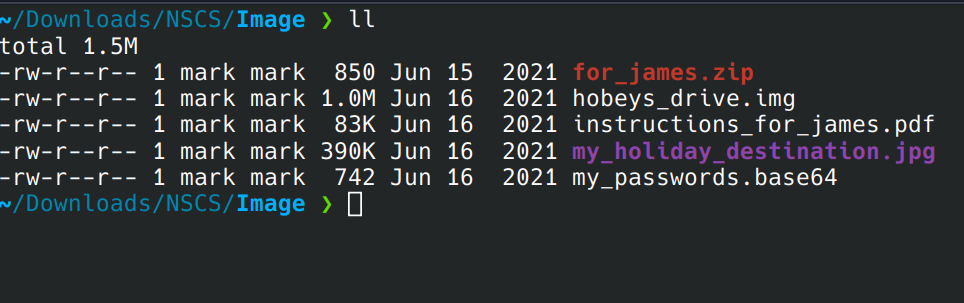 ~/Downloads/NSCS/Image ❯ ll
total 1.5M
-rw-r--r-- 1 mark mark  850 Jun 15  2021 for_james.zip
-rw-r--r-- 1 mark mark 1.0M Jun 16  2021 hobeys_drive.img
-rw-r--r-- 1 mark mark  83K Jun 16  2021 instructions_for_james.pdf
-rw-r--r-- 1 mark mark 390K Jun 16  2021 my_holiday_destination.jpg
-rw-r--r-- 1 mark mark  742 Jun 16  2021 my_passwords.base64
~/Downloads/NSCS/Image ❯